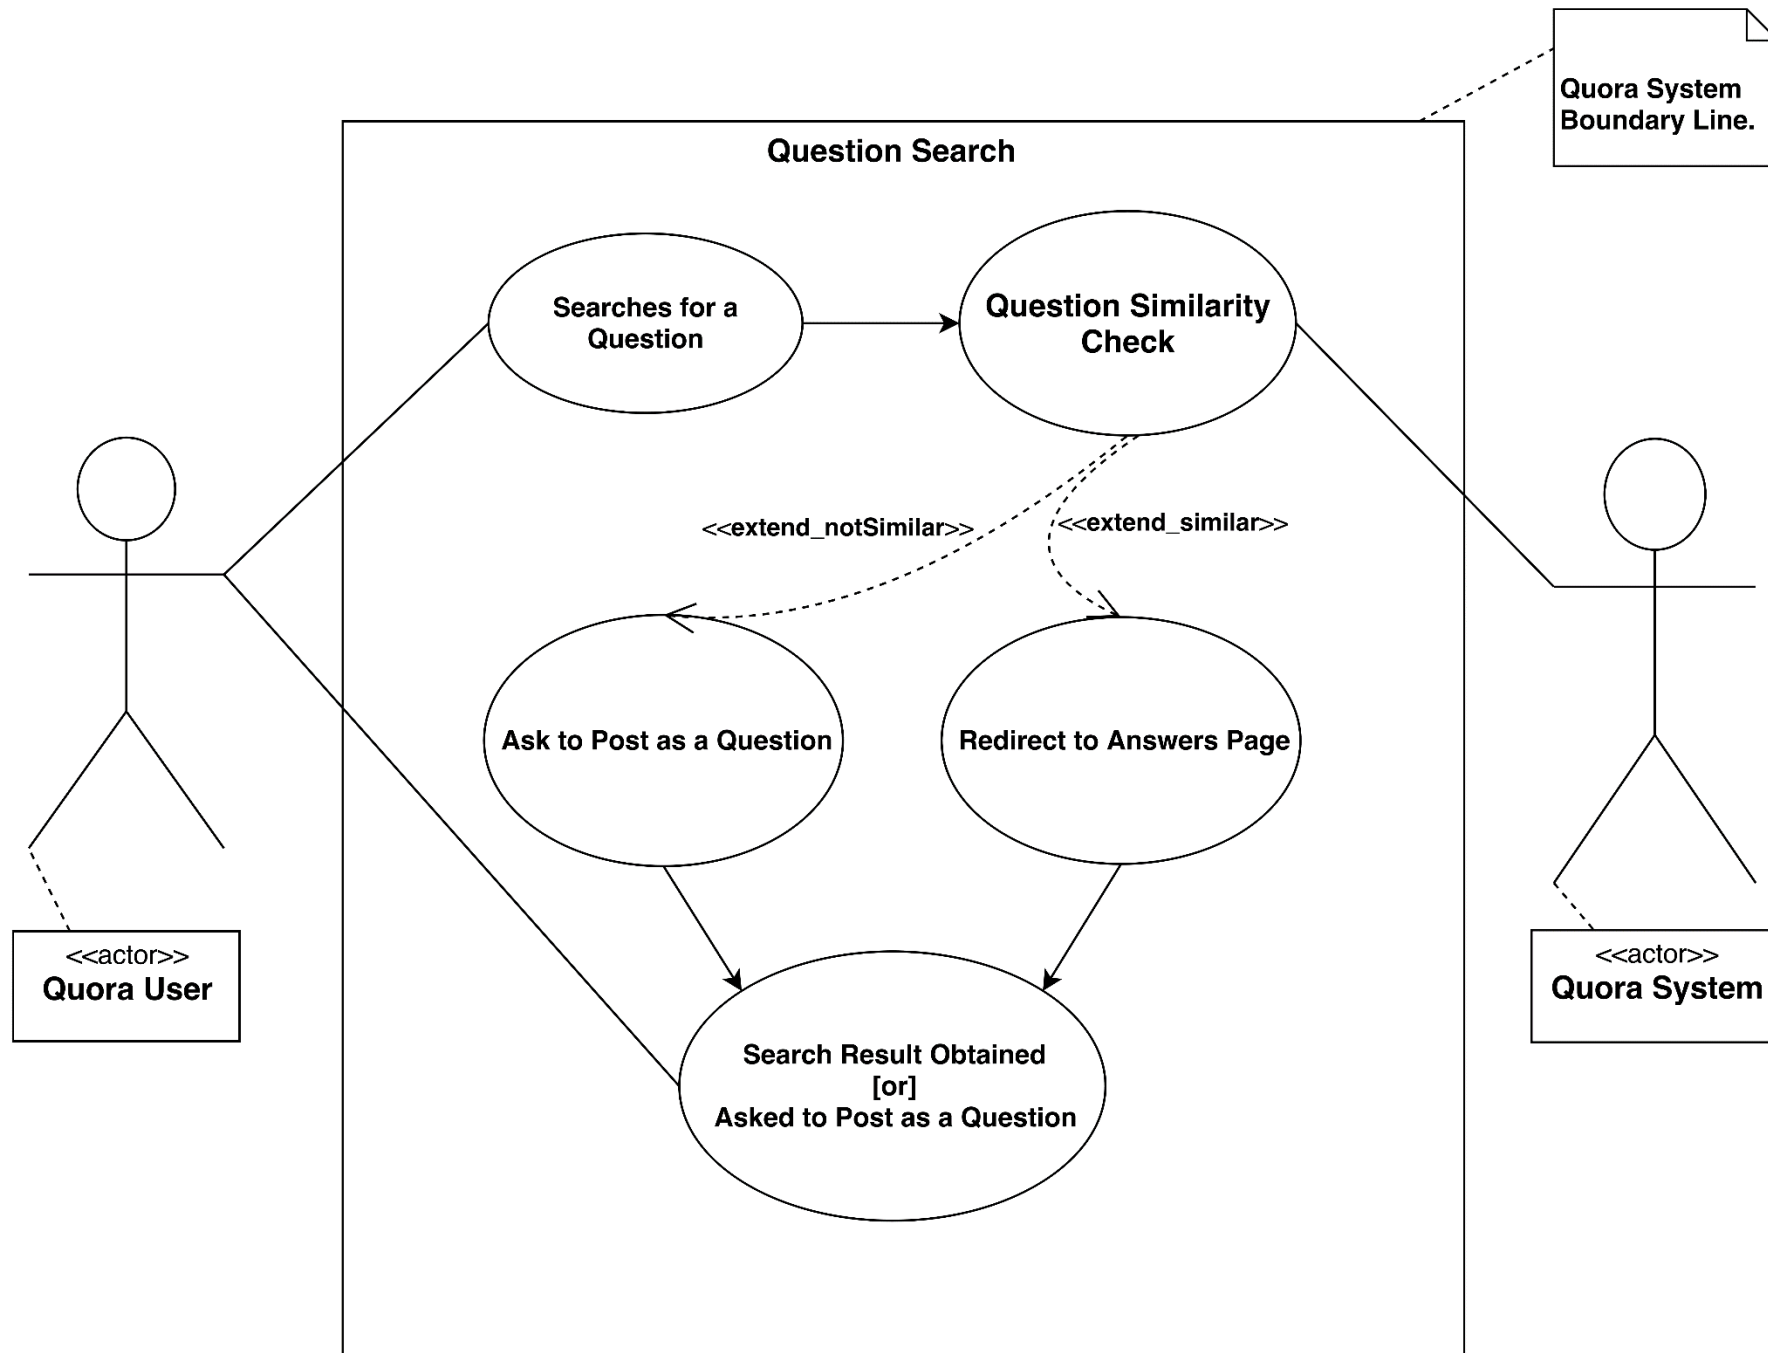 Quora System
Boundary Line.
Question Search
Searches for a
Question
Question Similarity
Check
<<extend_notSimilar>>
<<extend_similar>>
Ask to Post as a Question
Redirect to Answers Page
<<actor>>
Quora User
<<actor>>
Quora System
Search Result Obtained
[or]
Asked to Post as a Question